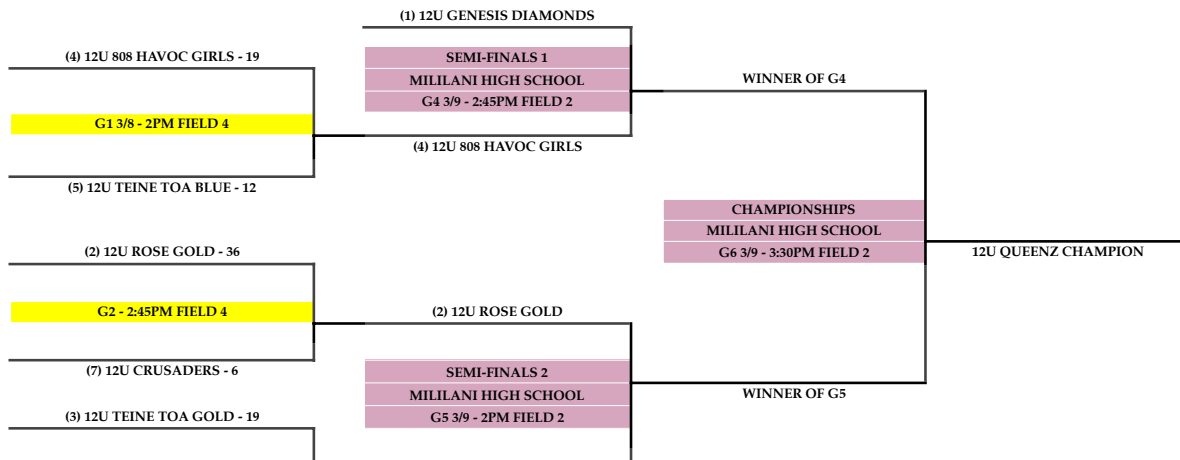 (1) 12U GENESIS DIAMONDS
(4) 12U 808 HAVOC GIRLS - 19
SEMI-FINALS 1
MILILANI HIGH SCHOOL
G4 3/9 - 2:45PM FIELD 2
WINNER OF G4
G1 3/8 - 2PM FIELD 4
(4) 12U 808 HAVOC GIRLS
(5) 12U TEINE TOA BLUE - 12
CHAMPIONSHIPS
MILILANI HIGH SCHOOL
G6 3/9 - 3:30PM FIELD 2
12U QUEENZ CHAMPION
(2) 12U ROSE GOLD - 36
G2 - 2:45PM FIELD 4
(2) 12U ROSE GOLD
(7) 12U CRUSADERS - 6
SEMI-FINALS 2
MILILANI HIGH SCHOOL
G5 3/9 - 2PM FIELD 2
WINNER OF G5
(3) 12U TEINE TOA GOLD - 19